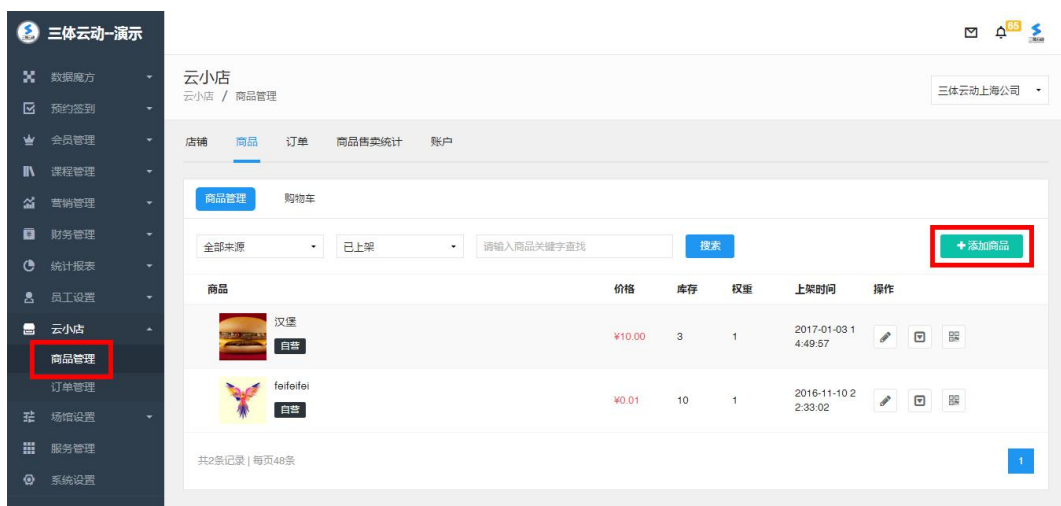 三体云动--演示
65
数据魔方
预约签到
会员管理
课程管理
营销管理
财务管理
统计报表
员工设置
云小店
商品管理
订单管理
场馆设置
服务管理
系统设置
云小店
云小店 / 商品管理
三体云动上海公司
店铺 商品 订单 商品售卖统计 账户
商品管理 购物车
全部来源 已上架 请输入商品关键字查找 搜索 +添加商品
商品 价格 库存 权重 上架时间 操作
汉堡
自营
¥10.00 3 1 2017-01-03 1
4:49:57
feifeifei
自营
¥0.01 10 1 2016-11-10 2
2:33:02
共2条记录 | 每页48条
1